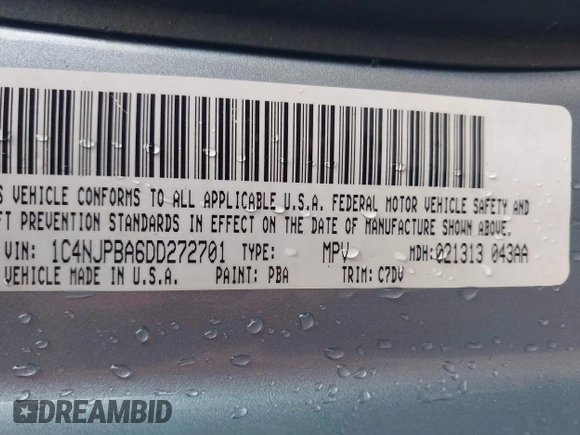 S VEHICLE CONFORMS TO ALL APPLICABLE U.S.A. FEDERAL MOTOR VEHICLE SAFETY AND
FT PREVENTION STANDARDS IN EFFECT ON THE DATE OF MANUFACTURE SHOWN ABOVE.
VIN: 1C4NJPBA6DD272701 TYPE: MPV MDH: 021313 043AA
VEHICLE MADE IN U.S.A. PAINT: PBA TRIM: C7DV
DREAMBID